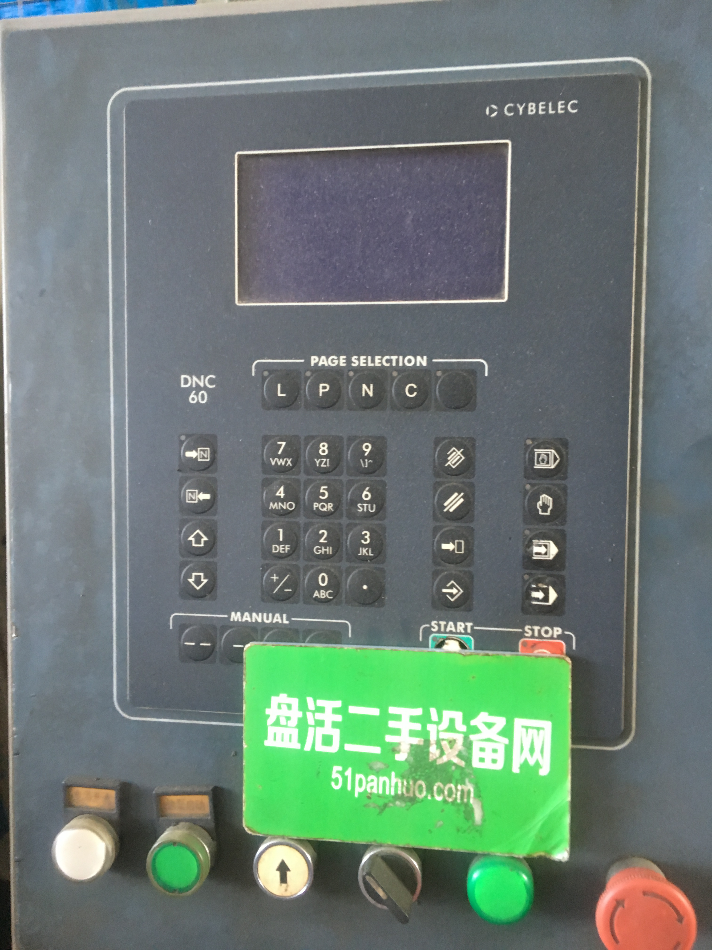 CYBELEC
PAGE SELECTION
DNC
60
L P N C
N 7 8 9
VWX YZ! \]^
N 4 5 6
MNO PQR STU
1 2 3
DEF GHI JKL
+/- 0 .
ABC
MANUAL START STOP
盘活二手设备网
51panhuo.com